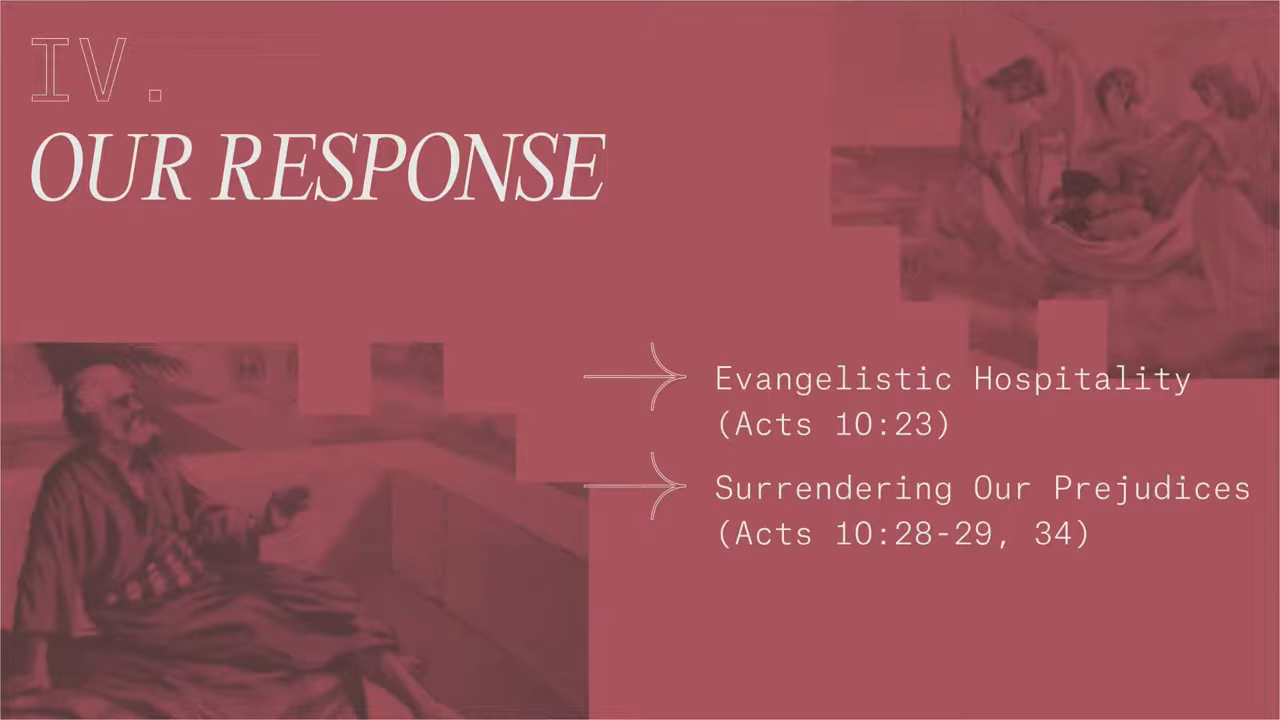 IV.
OUR RESPONSE
Evangelistic Hospitality
(Acts 10:23)
Surrendering Our Prejudices
(Acts 10:28-29, 34)